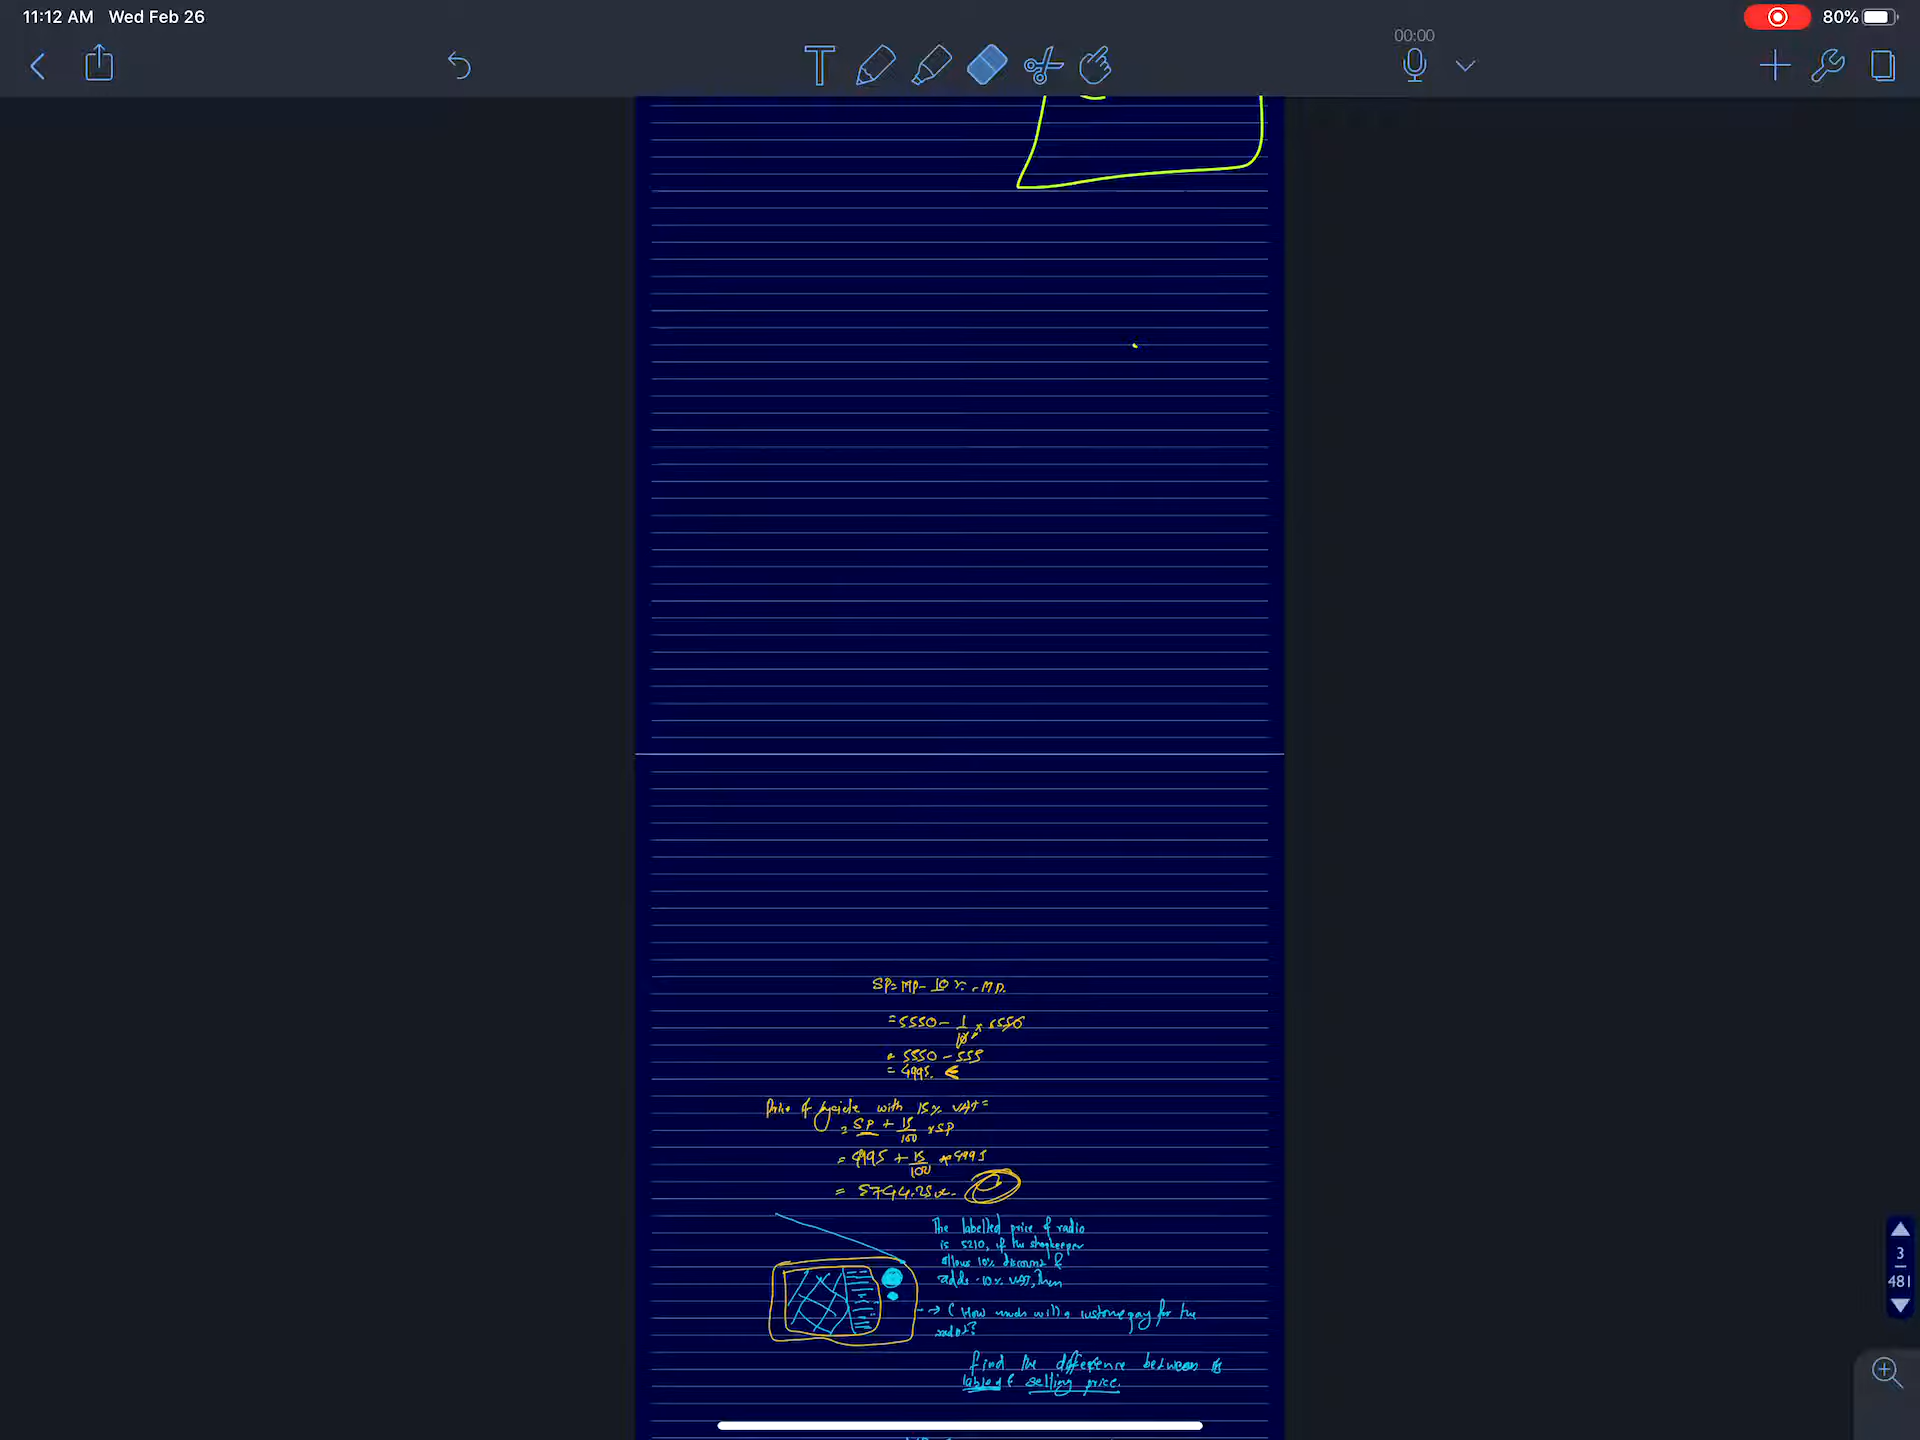 11:12 AM Wed Feb 26
80%
00:00
T
SP=MP-10%.MP.
=5550-1/10×5550
=5550-555
=4995.
Price of bycicle with 15% VAT=
=SP+15/100×SP
=4995+15/100×4995
=5744.25
The labelled price of radio
is 5210, if the shopkeeper
allows 10% discount &
adds 10% VAT, then
→ ( How much will a customer pay for the
radio?
find the difference between
labled & selling price.
3
481